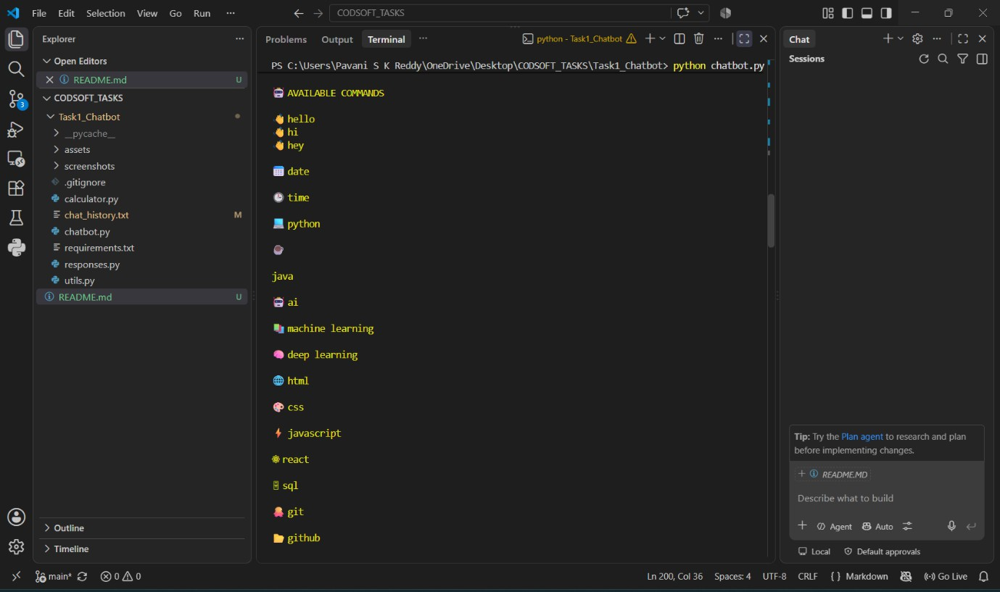 File Edit Selection View Go Run ···
CODSOFT_TASKS
Explorer
Open Editors
README.md U
CODSOFT_TASKS
Task1_Chatbot
__pycache__
assets
screenshots
.gitignore
calculator.py
chat_history.txt M
chatbot.py
requirements.txt
responses.py
utils.py
README.md U
3
Outline
Timeline
Problems Output Terminal ···
python - Task1_Chatbot
PS C:\Users\Pavani S K Reddy\OneDrive\Desktop\CODSOFT_TASKS\Task1_Chatbot> python chatbot.py
🤖 AVAILABLE COMMANDS
👋 hello
👋 hi
👋 hey
📅 date
🕒 time
💻 python
☕
java
🤖 ai
📚 machine learning
🧠 deep learning
🌐 html
🎨 css
⚡ javascript
⚛ react
🗄 sql
🐙 git
📂 github
Chat
Sessions
Tip: Try the Plan agent to research and plan
before implementing changes.
README.MD
Describe what to build
Agent Auto
Local Default approvals
main* 0 0
Ln 200, Col 36 Spaces: 4 UTF-8 CRLF { } Markdown Go Live